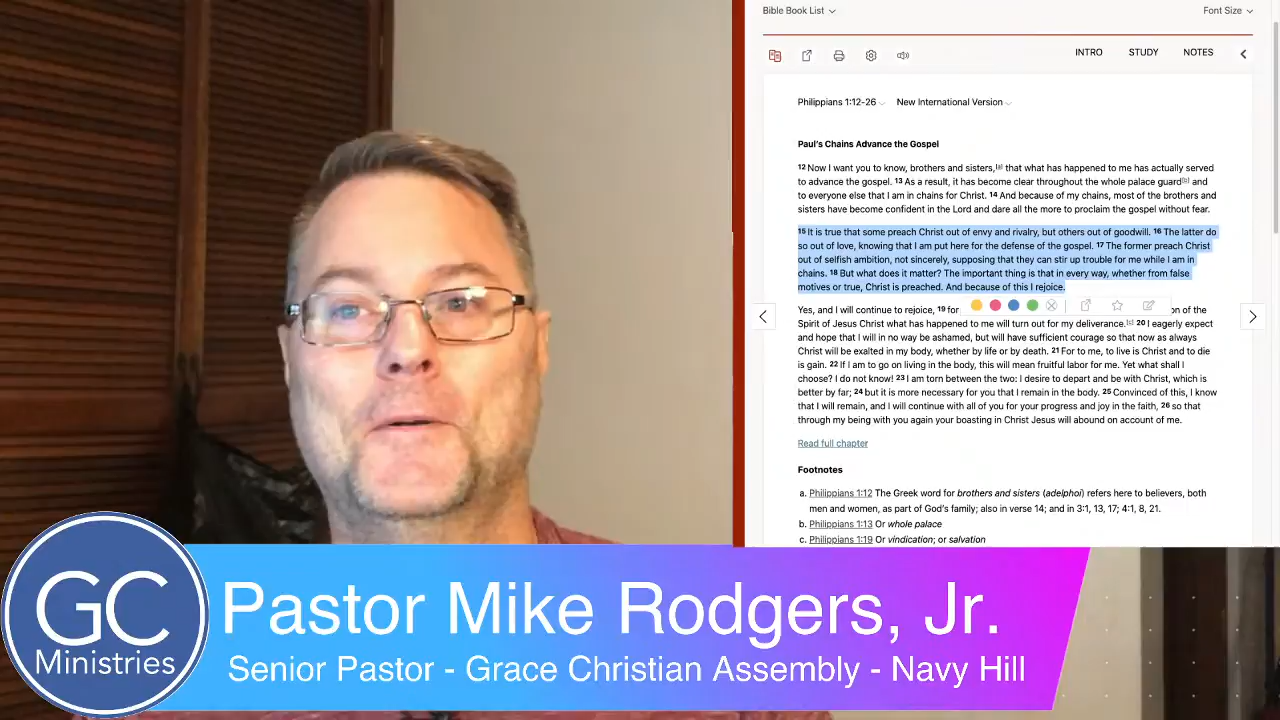 Bible Book List
Font Size
INTRO STUDY NOTES
Philippians 1:12-26 New International Version
Paul's Chains Advance the Gospel
12 Now I want you to know, brothers and sisters,[a] that what has happened to me has actually served
to advance the gospel. 13 As a result, it has become clear throughout the whole palace guard[b] and
to everyone else that I am in chains for Christ. 14 And because of my chains, most of the brothers and
sisters have become confident in the Lord and dare all the more to proclaim the gospel without fear.
15 It is true that some preach Christ out of envy and rivalry, but others out of goodwill. 16 The latter do
so out of love, knowing that I am put here for the defense of the gospel. 17 The former preach Christ
out of selfish ambition, not sincerely, supposing that they can stir up trouble for me while I am in
chains. 18 But what does it matter? The important thing is that in every way, whether from false
motives or true, Christ is preached. And because of this I rejoice.
Yes, and I will continue to rejoice, 19 for on of the
Spirit of Jesus Christ what has happened to me will turn out for my deliverance.[c] 20 I eagerly expect
and hope that I will in no way be ashamed, but will have sufficient courage so that now as always
Christ will be exalted in my body, whether by life or by death. 21 For to me, to live is Christ and to die
is gain. 22 If I am to go on living in the body, this will mean fruitful labor for me. Yet what shall I
choose? I do not know! 23 I am torn between the two: I desire to depart and be with Christ, which is
better by far; 24 but it is more necessary for you that I remain in the body. 25 Convinced of this, I know
that I will remain, and I will continue with all of you for your progress and joy in the faith, 26 so that
through my being with you again your boasting in Christ Jesus will abound on account of me.
Read full chapter
Footnotes
a. Philippians 1:12 The Greek word for brothers and sisters (adelphoi) refers here to believers, both
men and women, as part of God's family; also in verse 14; and in 3:1, 13, 17; 4:1, 8, 21.
b. Philippians 1:13 Or whole palace
c. Philippians 1:19 Or vindication; or salvation
GC
Ministries
Pastor Mike Rodgers, Jr.
Senior Pastor - Grace Christian Assembly - Navy Hill